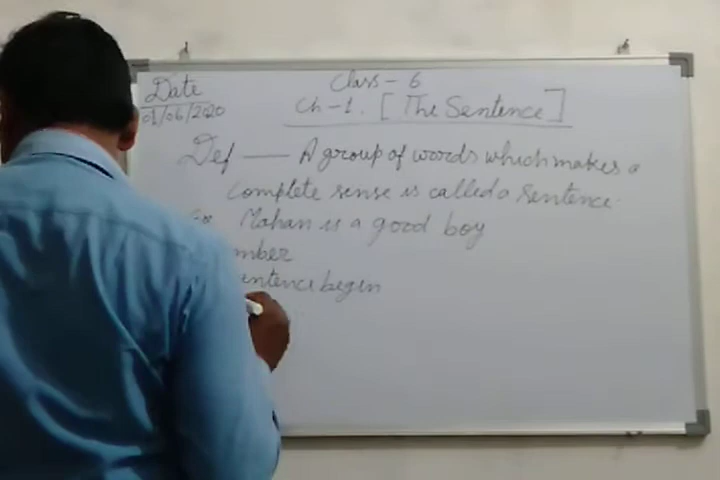 Date
01/06/2020
Class - 6
Ch-1. [The Sentence]
Def — A group of words which makes a
complete sense is called a sentence.
Mohan is a good boy
mber
entence begin